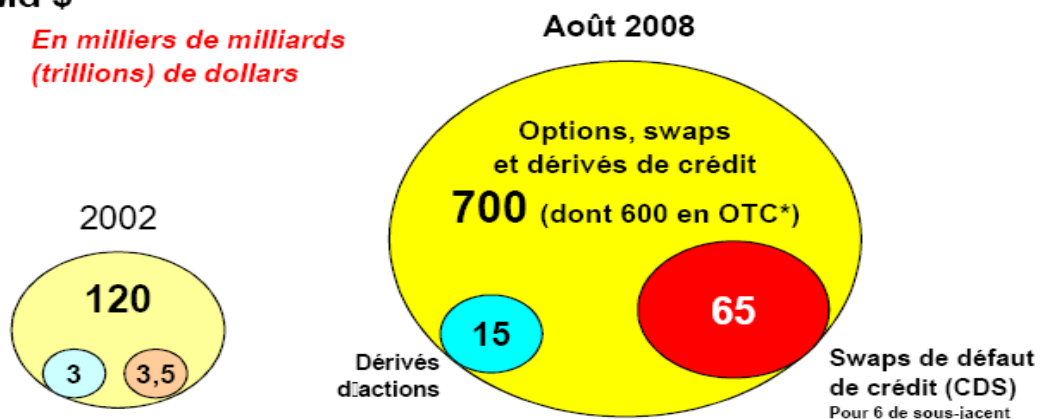 En milliers de milliards
(trillions) de dollars
Août 2008
Options, swaps
et dérivés de crédit
700 (dont 600 en OTC*)
2002
120
3
3,5
15
65
Dérivés
d▯actions
Swaps de défaut
de crédit (CDS)
Pour 6 de sous-jacent